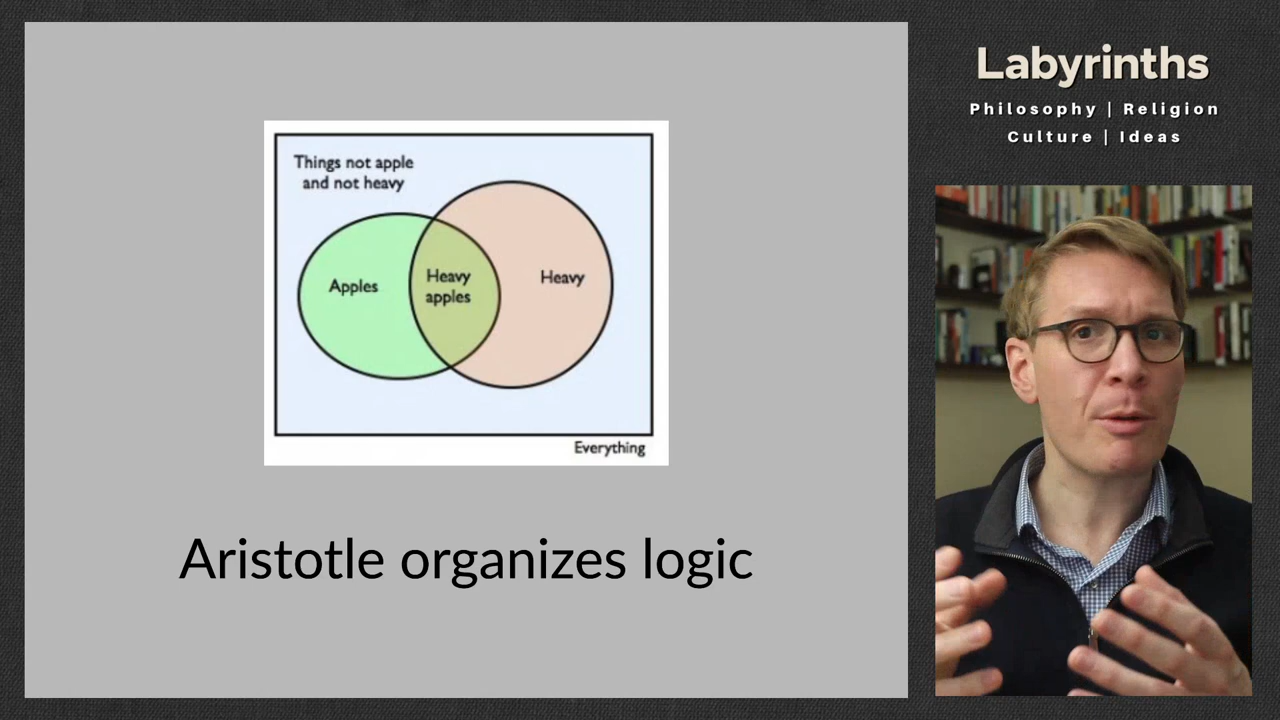 Things not apple
and not heavy
Apples
Heavy
apples
Heavy
Everything
Aristotle organizes logic
Labyrinths
Philosophy | Religion
Culture | Ideas